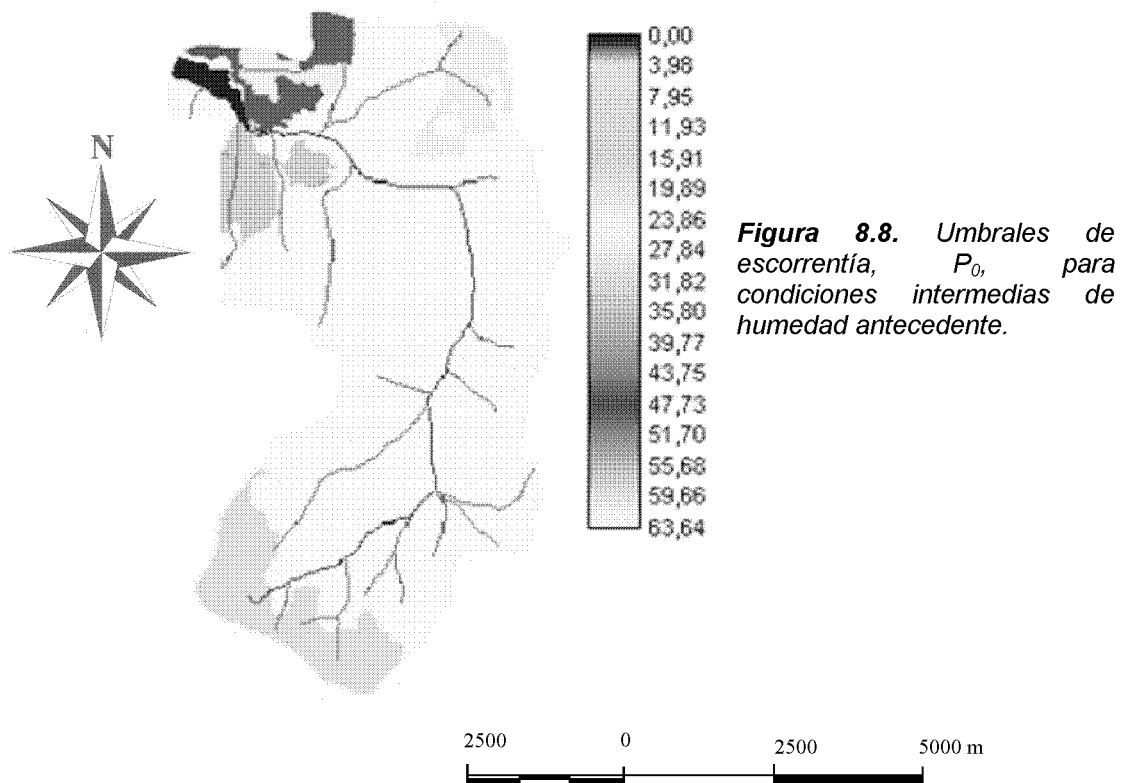 N
0,00
3,98
7,95
11,93
15,91
19,89
23,86
27,84
31,82
35,80
39,77
43,75
47,73
51,70
55,68
59,66
63,64
Figura 8.8. Umbrales de
escorrentía, P0, para
condiciones intermedias de
humedad antecedente.
2500 0 2500 5000 m